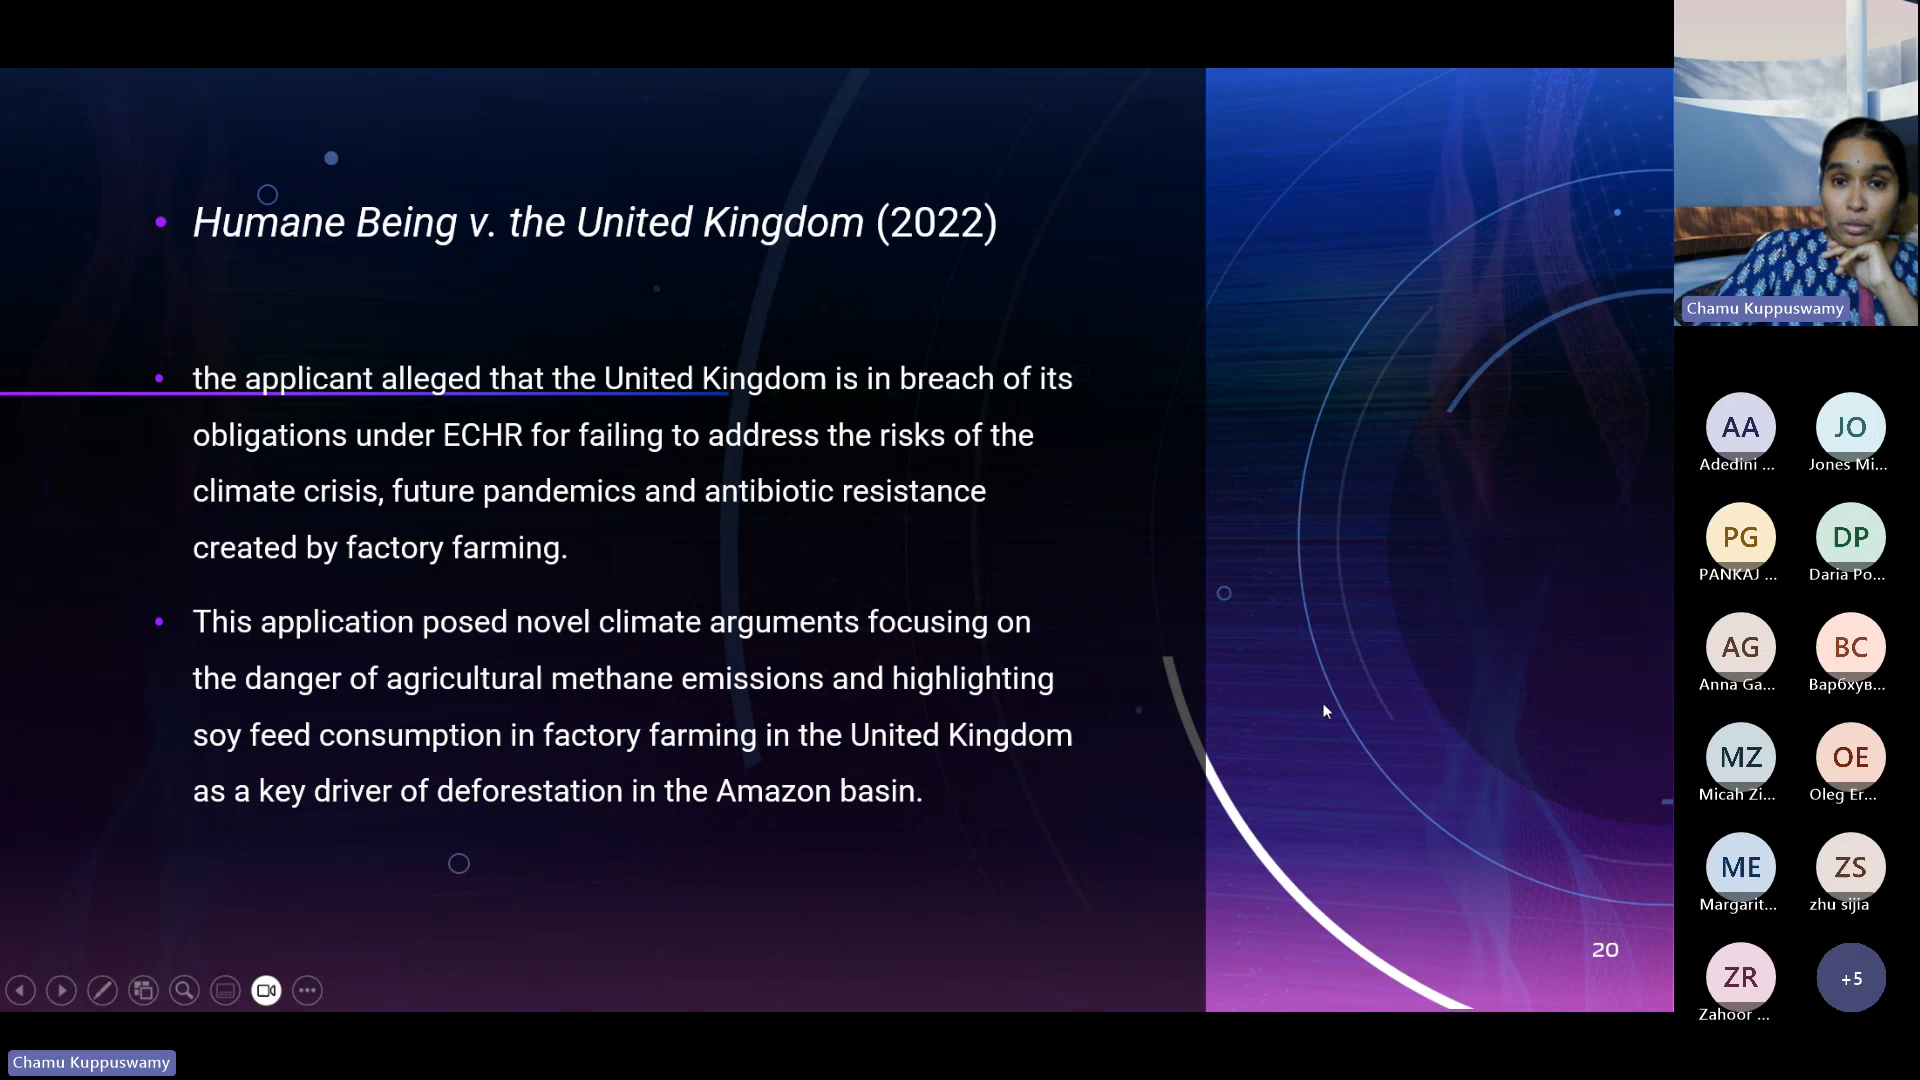 Humane Being v. the United Kingdom (2022)
the applicant alleged that the United Kingdom is in breach of its
obligations under ECHR for failing to address the risks of the
climate crisis, future pandemics and antibiotic resistance
created by factory farming.
This application posed novel climate arguments focusing on
the danger of agricultural methane emissions and highlighting
soy feed consumption in factory farming in the United Kingdom
as a key driver of deforestation in the Amazon basin.
20
Chamu Kuppuswamy
Chamu Kuppuswamy
AA JO
Adedini ... Jones Mi...
PG DP
PANKAJ ... Daria Po...
AG BC
Anna Ga... Варбхув...
MZ OE
Micah Zi... Oleg Er...
ME ZS
Margarit... zhu sijia
ZR +5
Zahoor ...